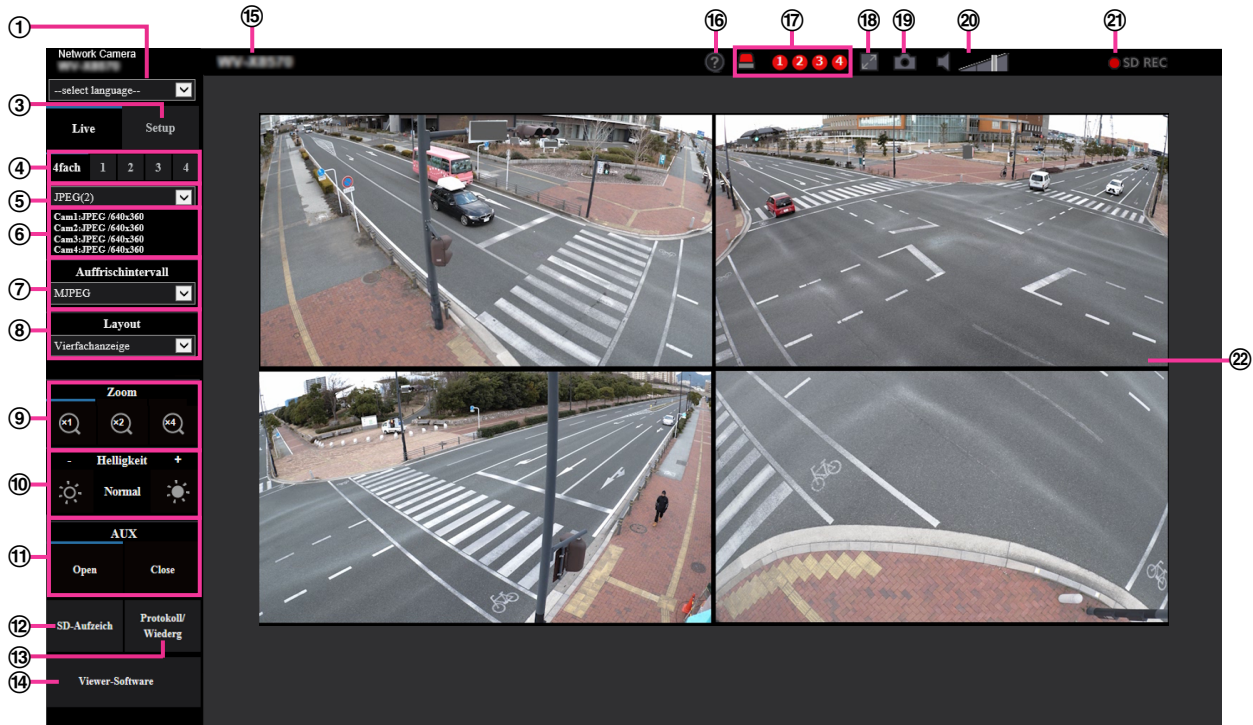 ① ⑮ ⑯ ⑰ ⑱ ⑲ ⑳ ㉑
Network Camera
--select language--
1 2 3 4
SD REC
③
Live Setup
④
4fach 1 2 3 4
⑤
JPEG(2)
⑥
Cam1:JPEG /640x360
Cam2:JPEG /640x360
Cam3:JPEG /640x360
Cam4:JPEG /640x360
Auffrischintervall
⑦
MJPEG
Layout
⑧
Vierfachanzeige
㉒
Zoom
⑨
x1 x2 x4
- Helligkeit +
⑩
Normal
AUX
⑪
Open Close
⑫
SD-Aufzeich
Protokoll/
Wiederg
⑬
⑭
Viewer-Software